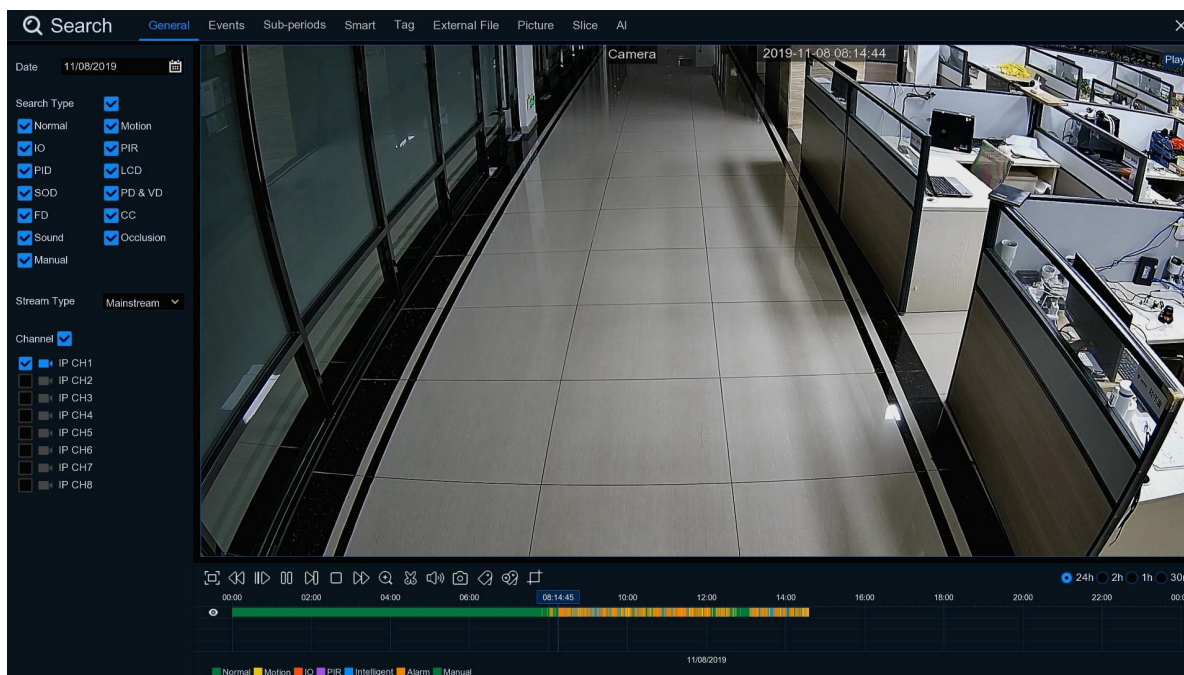 Search General Events Sub-periods Smart Tag External File Picture Slice AI
Camera 2019-11-08 08:14:44
Play
Date 11/08/2019
Search Type
Normal Motion
IO PIR
PID LCD
SOD PD & VD
FD CC
Sound Occlusion
Manual
Stream Type Mainstream
Channel
IP CH1
IP CH2
IP CH3
IP CH4
IP CH5
IP CH6
IP CH7
IP CH8
24h 2h 1h 30m
00:00 02:00 04:00 06:00 08:14:45 10:00 12:00 14:00 16:00 18:00 20:00 22:00 00:0
11/08/2019
Normal Motion IO PIR Intelligent Alarm Manual